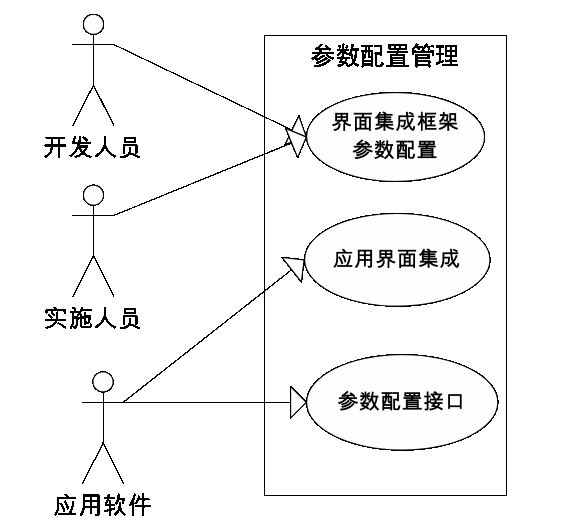 参数配置管理
界面集成框架
参数配置
开发人员
应用界面集成
实施人员
参数配置接口
应用软件